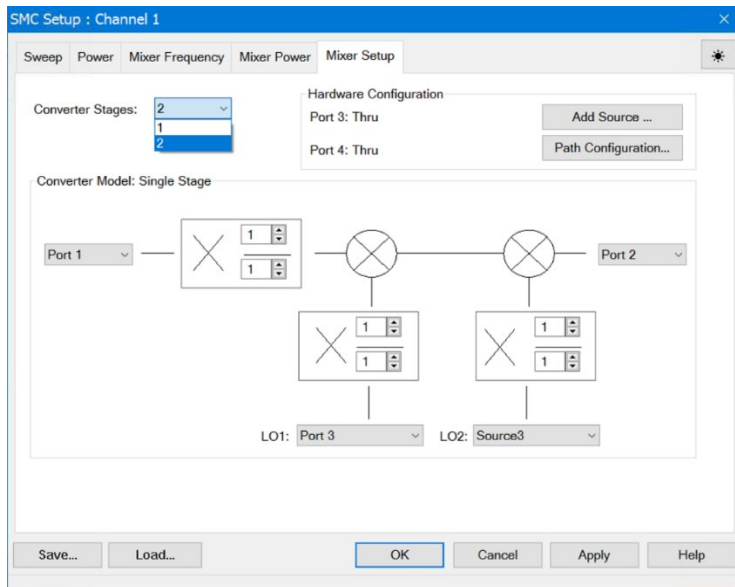 SMC Setup : Channel 1
Sweep Power Mixer Frequency Mixer Power Mixer Setup
Converter Stages: 2
1
2
Hardware Configuration
Port 3: Thru
Add Source ...
Port 4: Thru
Path Configuration...
Converter Model: Single Stage
Port 1
1
1
Port 2
1
1
1
1
LO1: Port 3
LO2: Source3
Save... Load... OK Cancel Apply Help